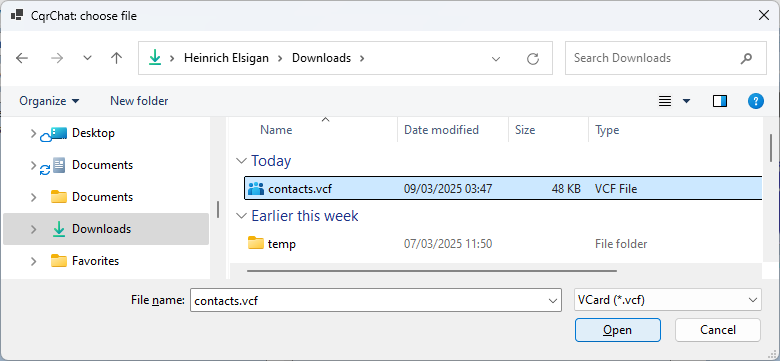 CqrChat: choose file
Heinrich Elsigan > Downloads >
Search Downloads
Organize
New folder
Name
Date modified
Size
Type
Desktop
Today
Documents
contacts.vcf 09/03/2025 03:47 48 KB VCF File
Documents
Earlier this week
Downloads
temp 07/03/2025 11:50 File folder
Favorites
File name: contacts.vcf
VCard (*.vcf)
Open
Cancel